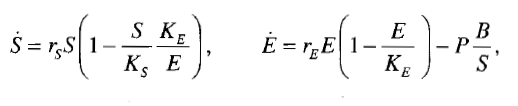 Ṡ = r_S S(1 − S/K_S K_E/E), Ė = r_E E(1 − E/K_E) − P B/S,